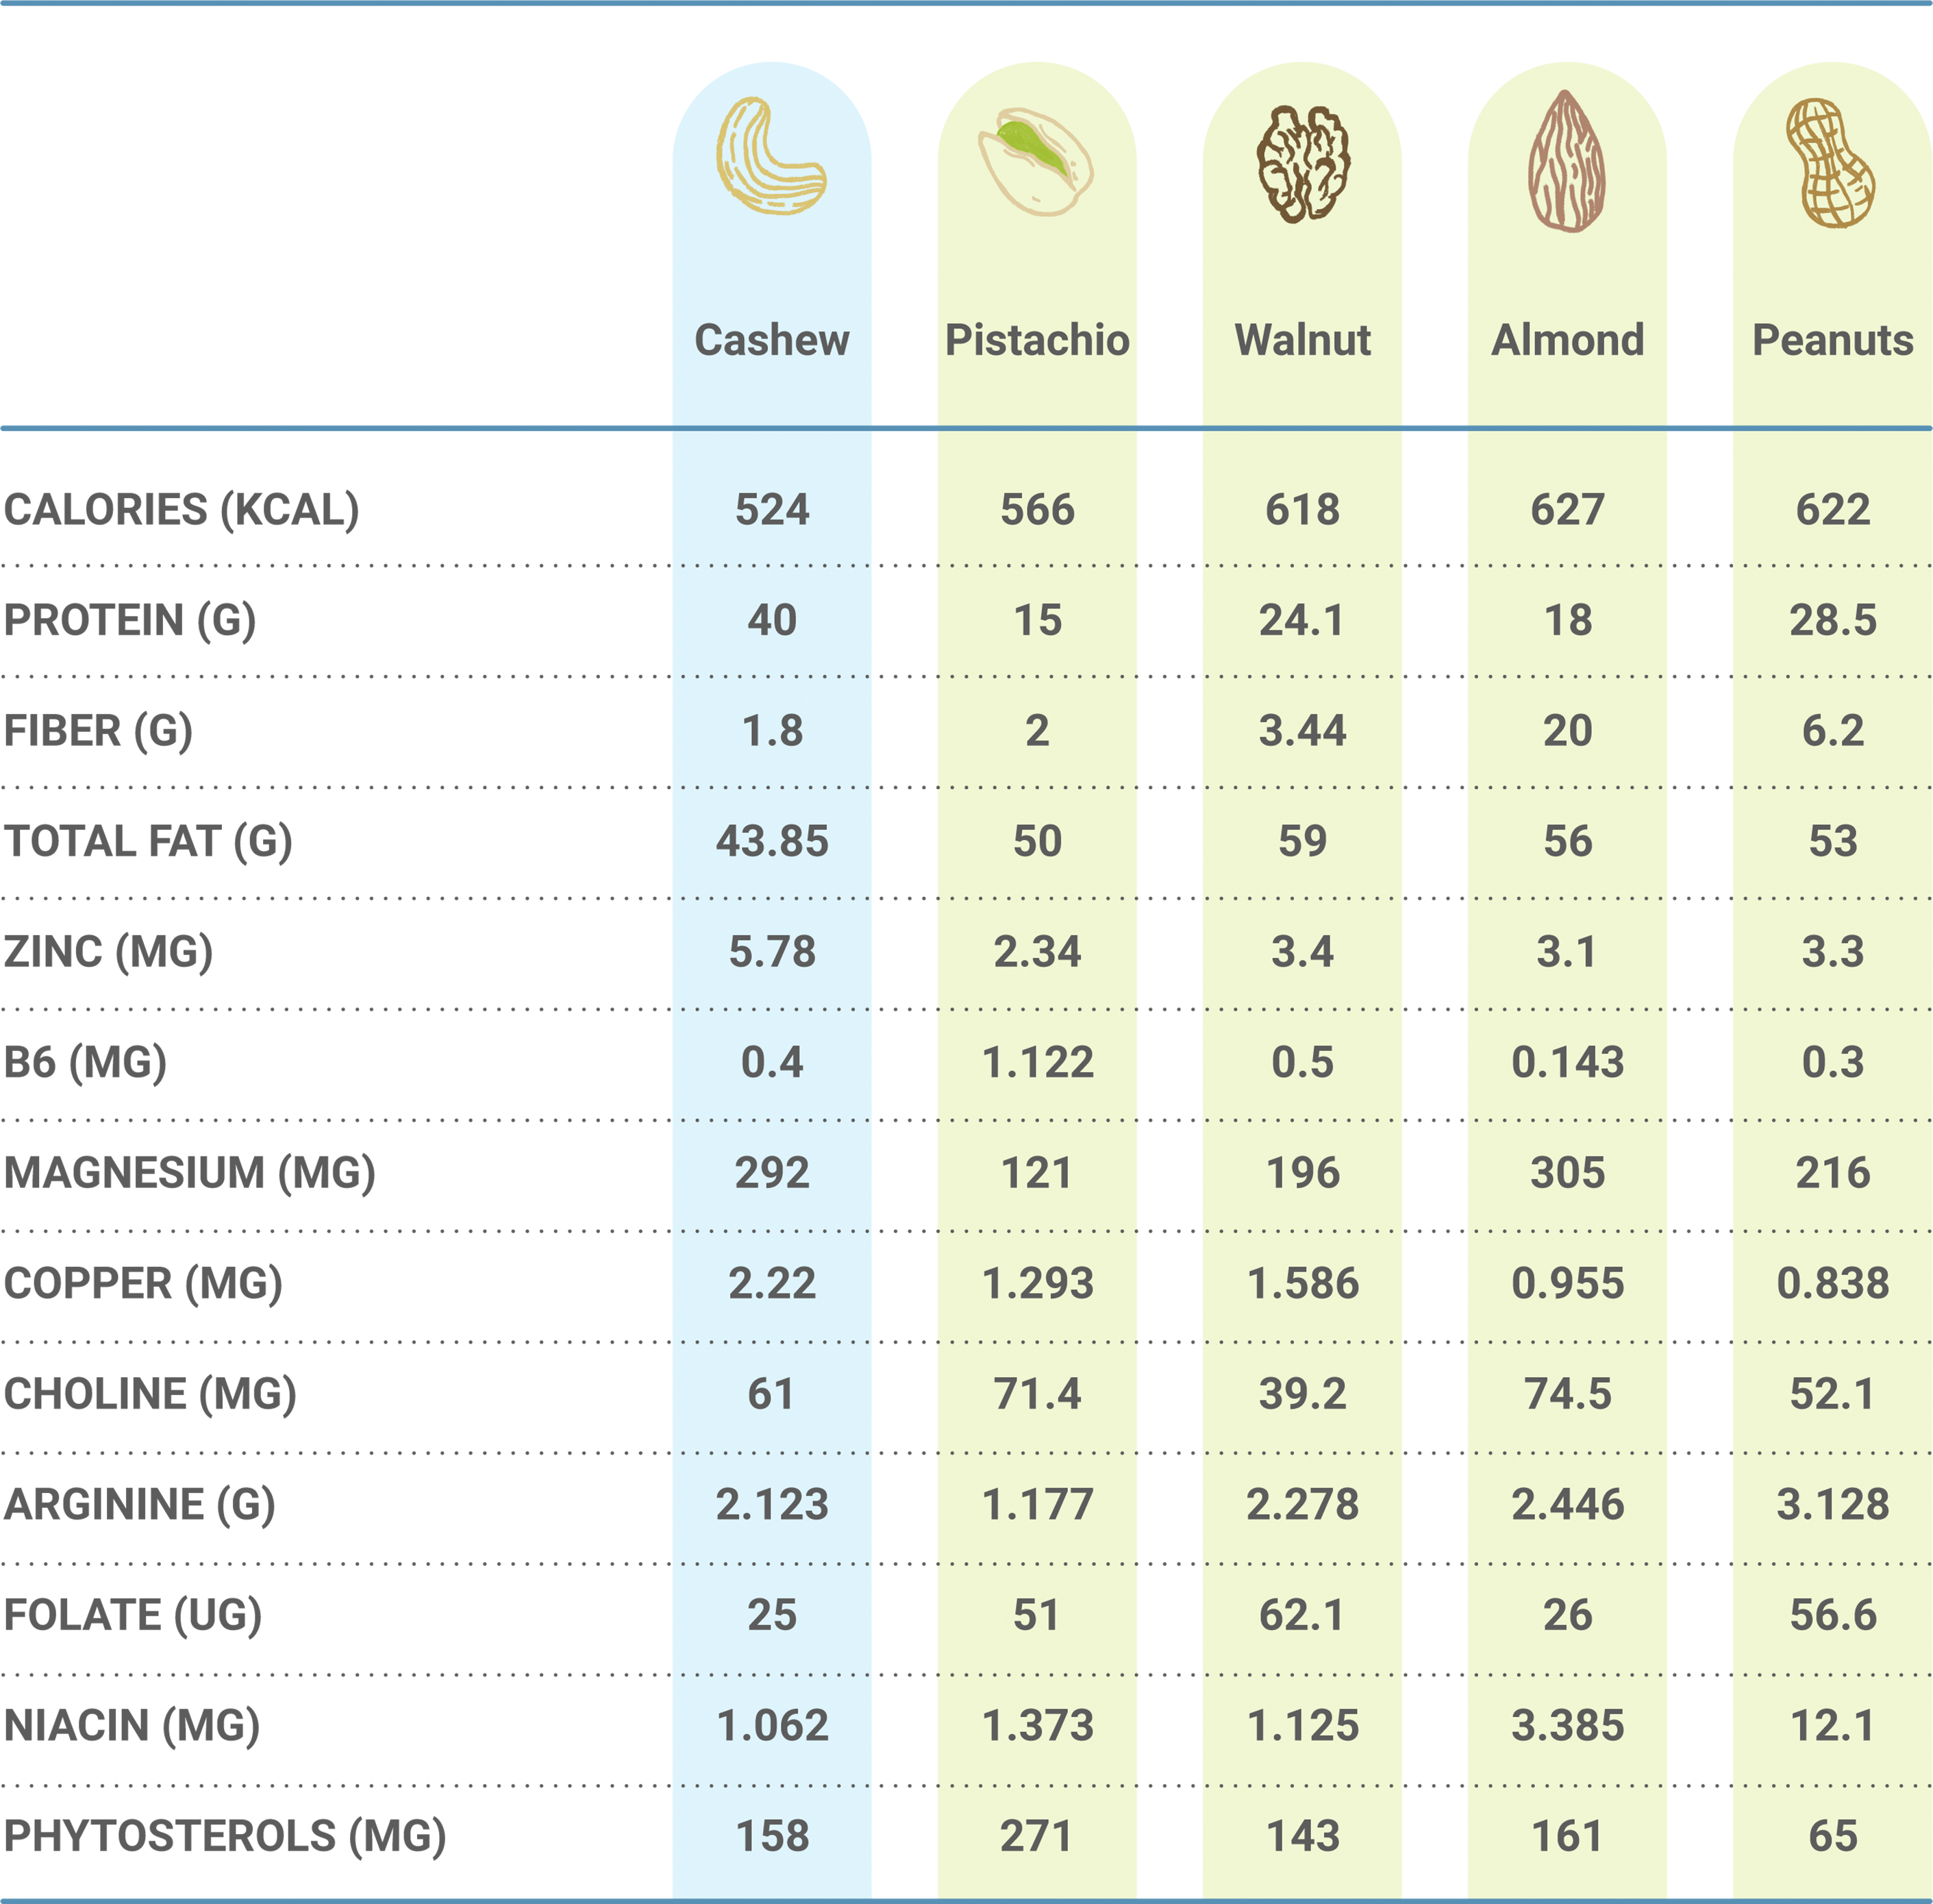 Cashew Pistachio Walnut Almond Peanuts
CALORIES (KCAL) 524 566 618 627 622
PROTEIN (G) 40 15 24.1 18 28.5
FIBER (G) 1.8 2 3.44 20 6.2
TOTAL FAT (G) 43.85 50 59 56 53
ZINC (MG) 5.78 2.34 3.4 3.1 3.3
B6 (MG) 0.4 1.122 0.5 0.143 0.3
MAGNESIUM (MG) 292 121 196 305 216
COPPER (MG) 2.22 1.293 1.586 0.955 0.838
CHOLINE (MG) 61 71.4 39.2 74.5 52.1
ARGININE (G) 2.123 1.177 2.278 2.446 3.128
FOLATE (UG) 25 51 62.1 26 56.6
NIACIN (MG) 1.062 1.373 1.125 3.385 12.1
PHYTOSTEROLS (MG) 158 271 143 161 65